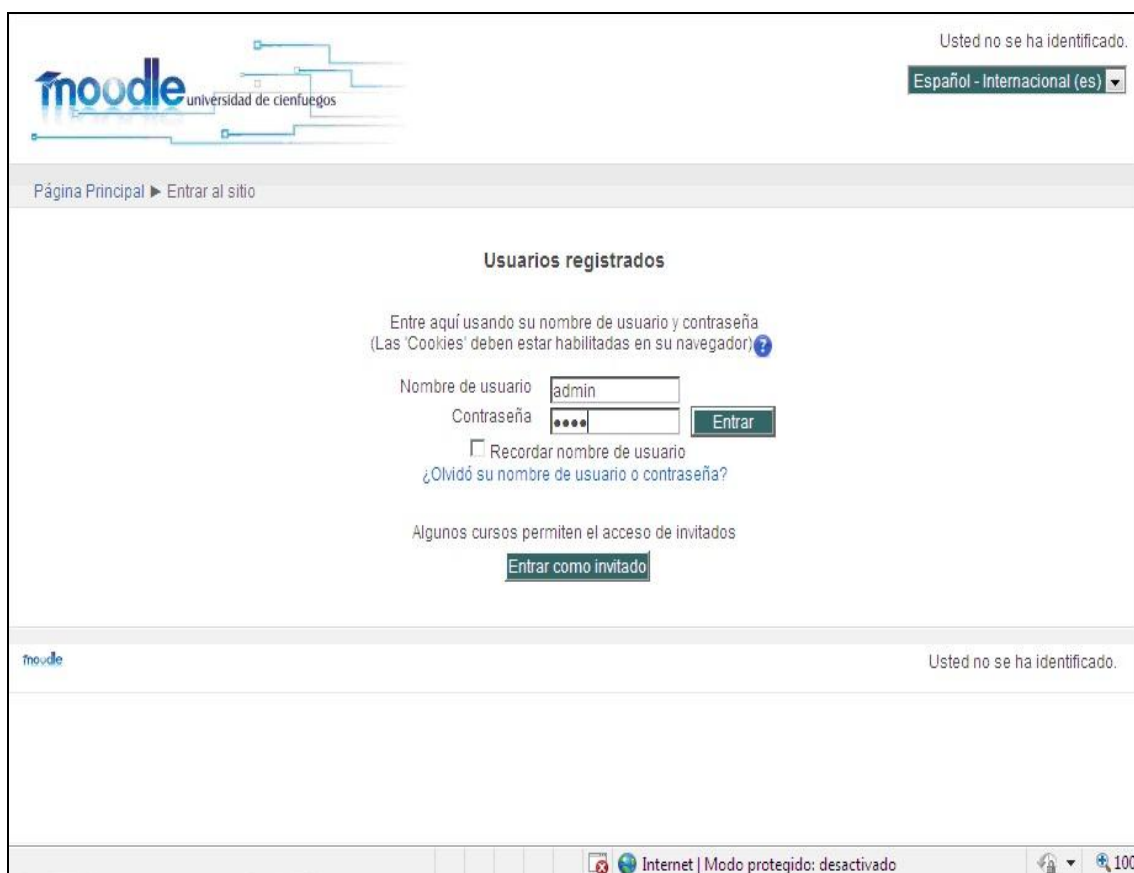 Usted no se ha identificado.
Español - Internacional (es)
moodle universidad de cienfuegos
Página Principal ► Entrar al sitio
Usuarios registrados
Entre aquí usando su nombre de usuario y contraseña
(Las 'Cookies' deben estar habilitadas en su navegador)?
Nombre de usuario admin
Contraseña •••• Entrar
Recordar nombre de usuario
¿Olvidó su nombre de usuario o contraseña?
Algunos cursos permiten el acceso de invitados
Entrar como invitado
moodle Usted no se ha identificado.
Internet | Modo protegido: desactivado 100